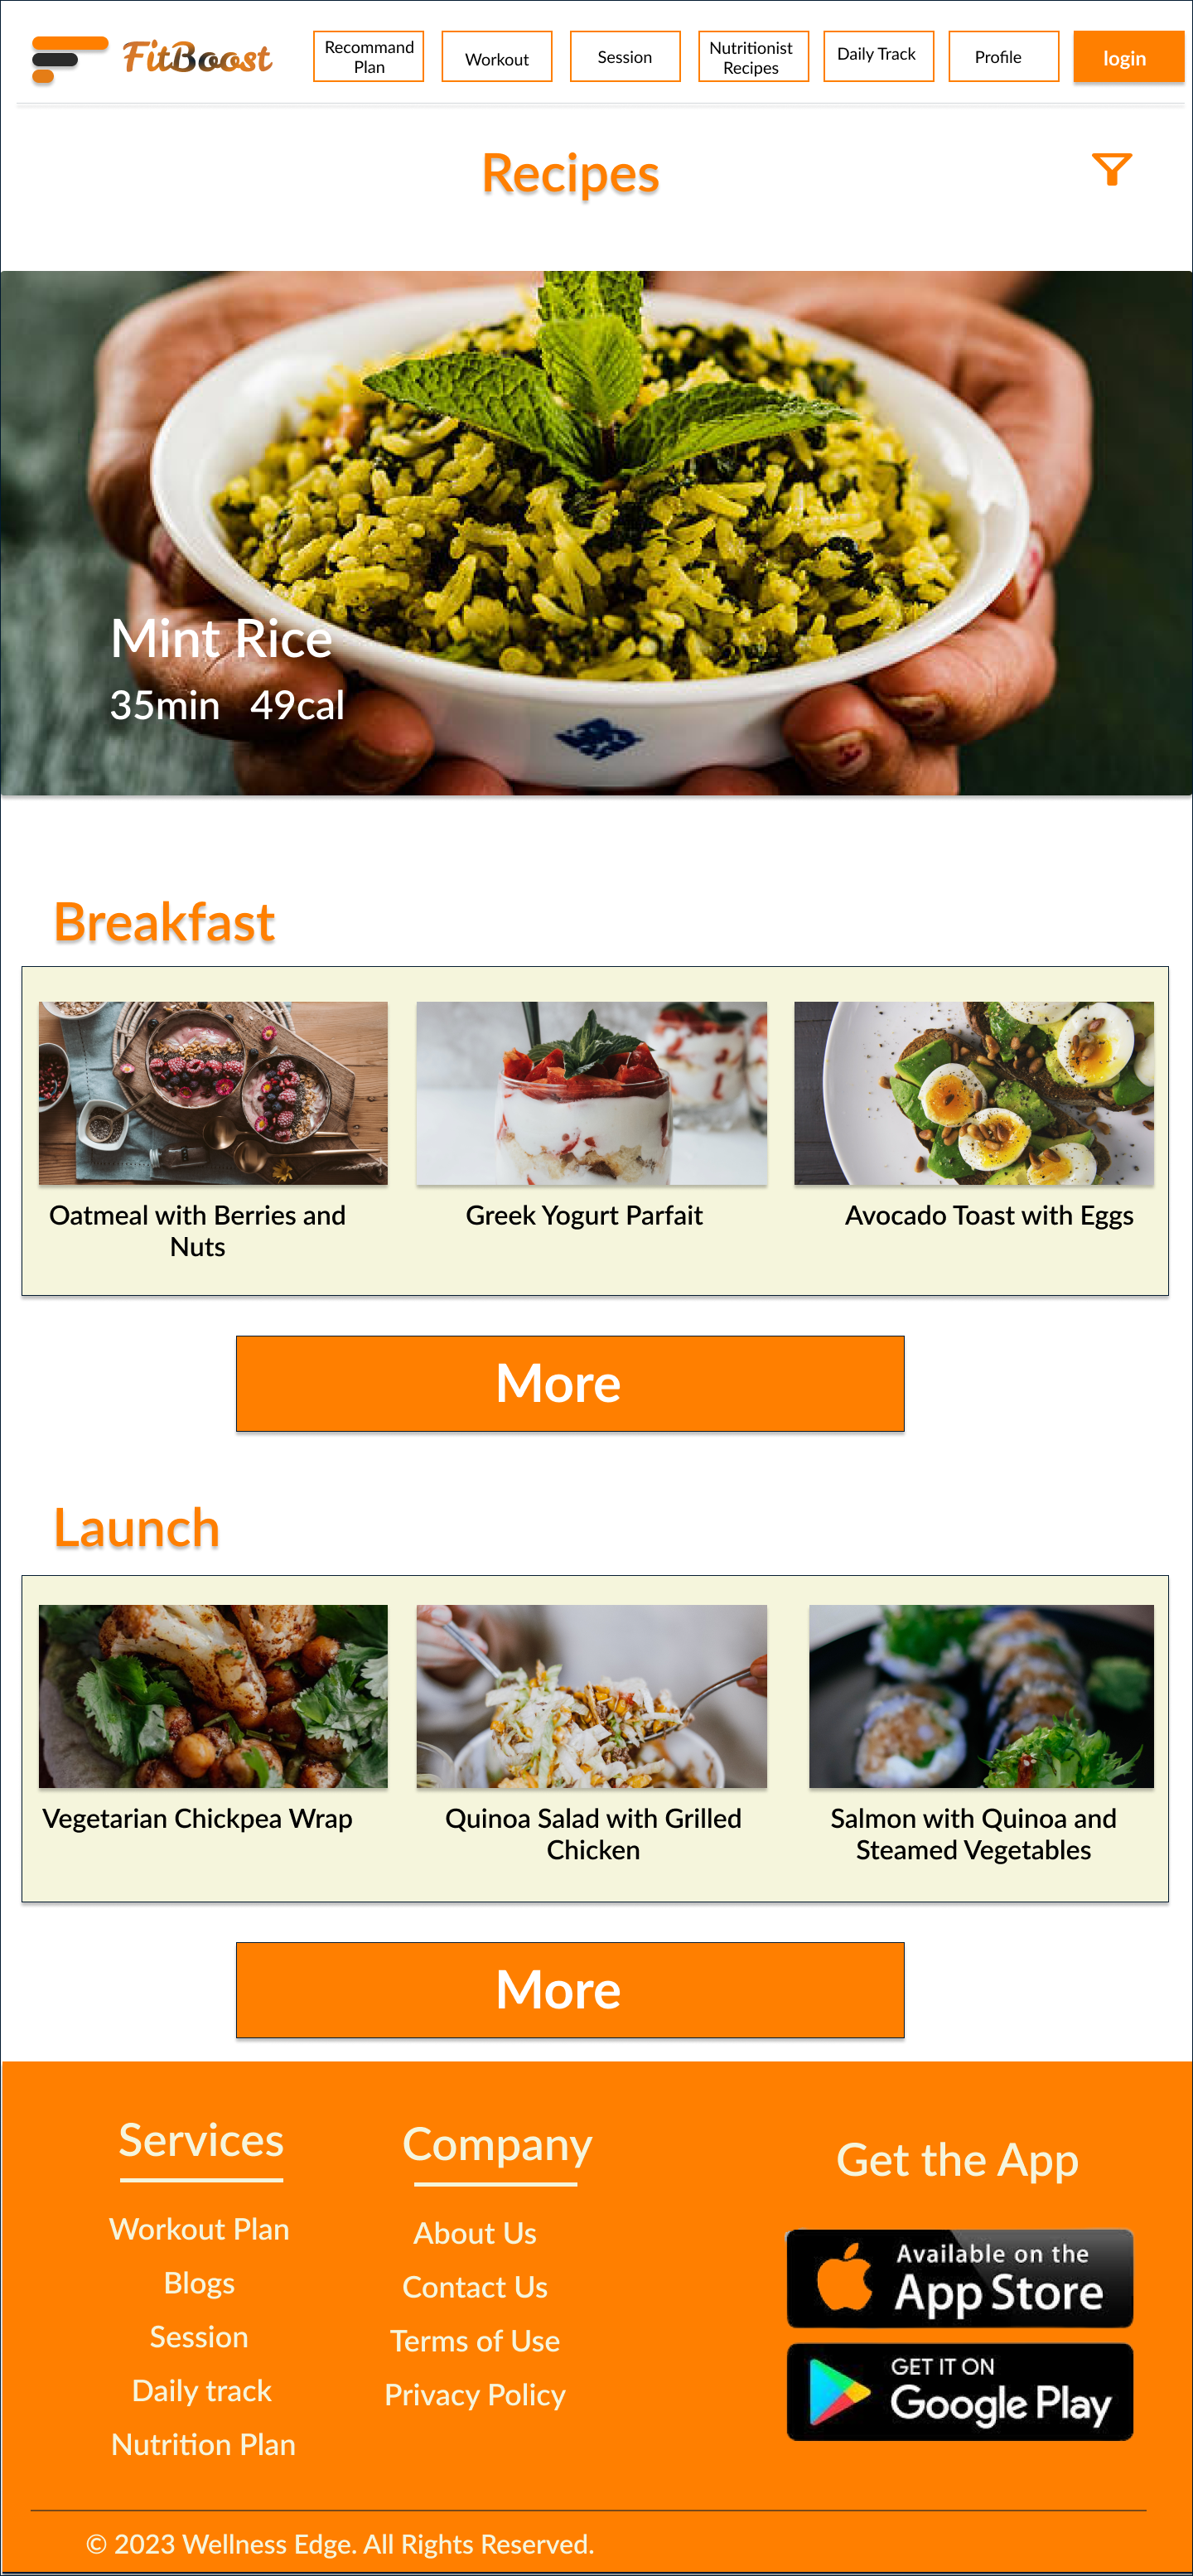 FitBoost
Recommand
Plan
Workout
Session
Nutritionist
Recipes
Daily Track
Profile
login
Recipes
Mint Rice
35min 49cal
Breakfast
Oatmeal with Berries and
Nuts
Greek Yogurt Parfait
Avocado Toast with Eggs
More
Launch
Vegetarian Chickpea Wrap
Quinoa Salad with Grilled
Chicken
Salmon with Quinoa and
Steamed Vegetables
More
Services
Workout Plan
Blogs
Session
Daily track
Nutrition Plan
Company
About Us
Contact Us
Terms of Use
Privacy Policy
Get the App
Available on the
App Store
GET IT ON
Google Play
© 2023 Wellness Edge. All Rights Reserved.